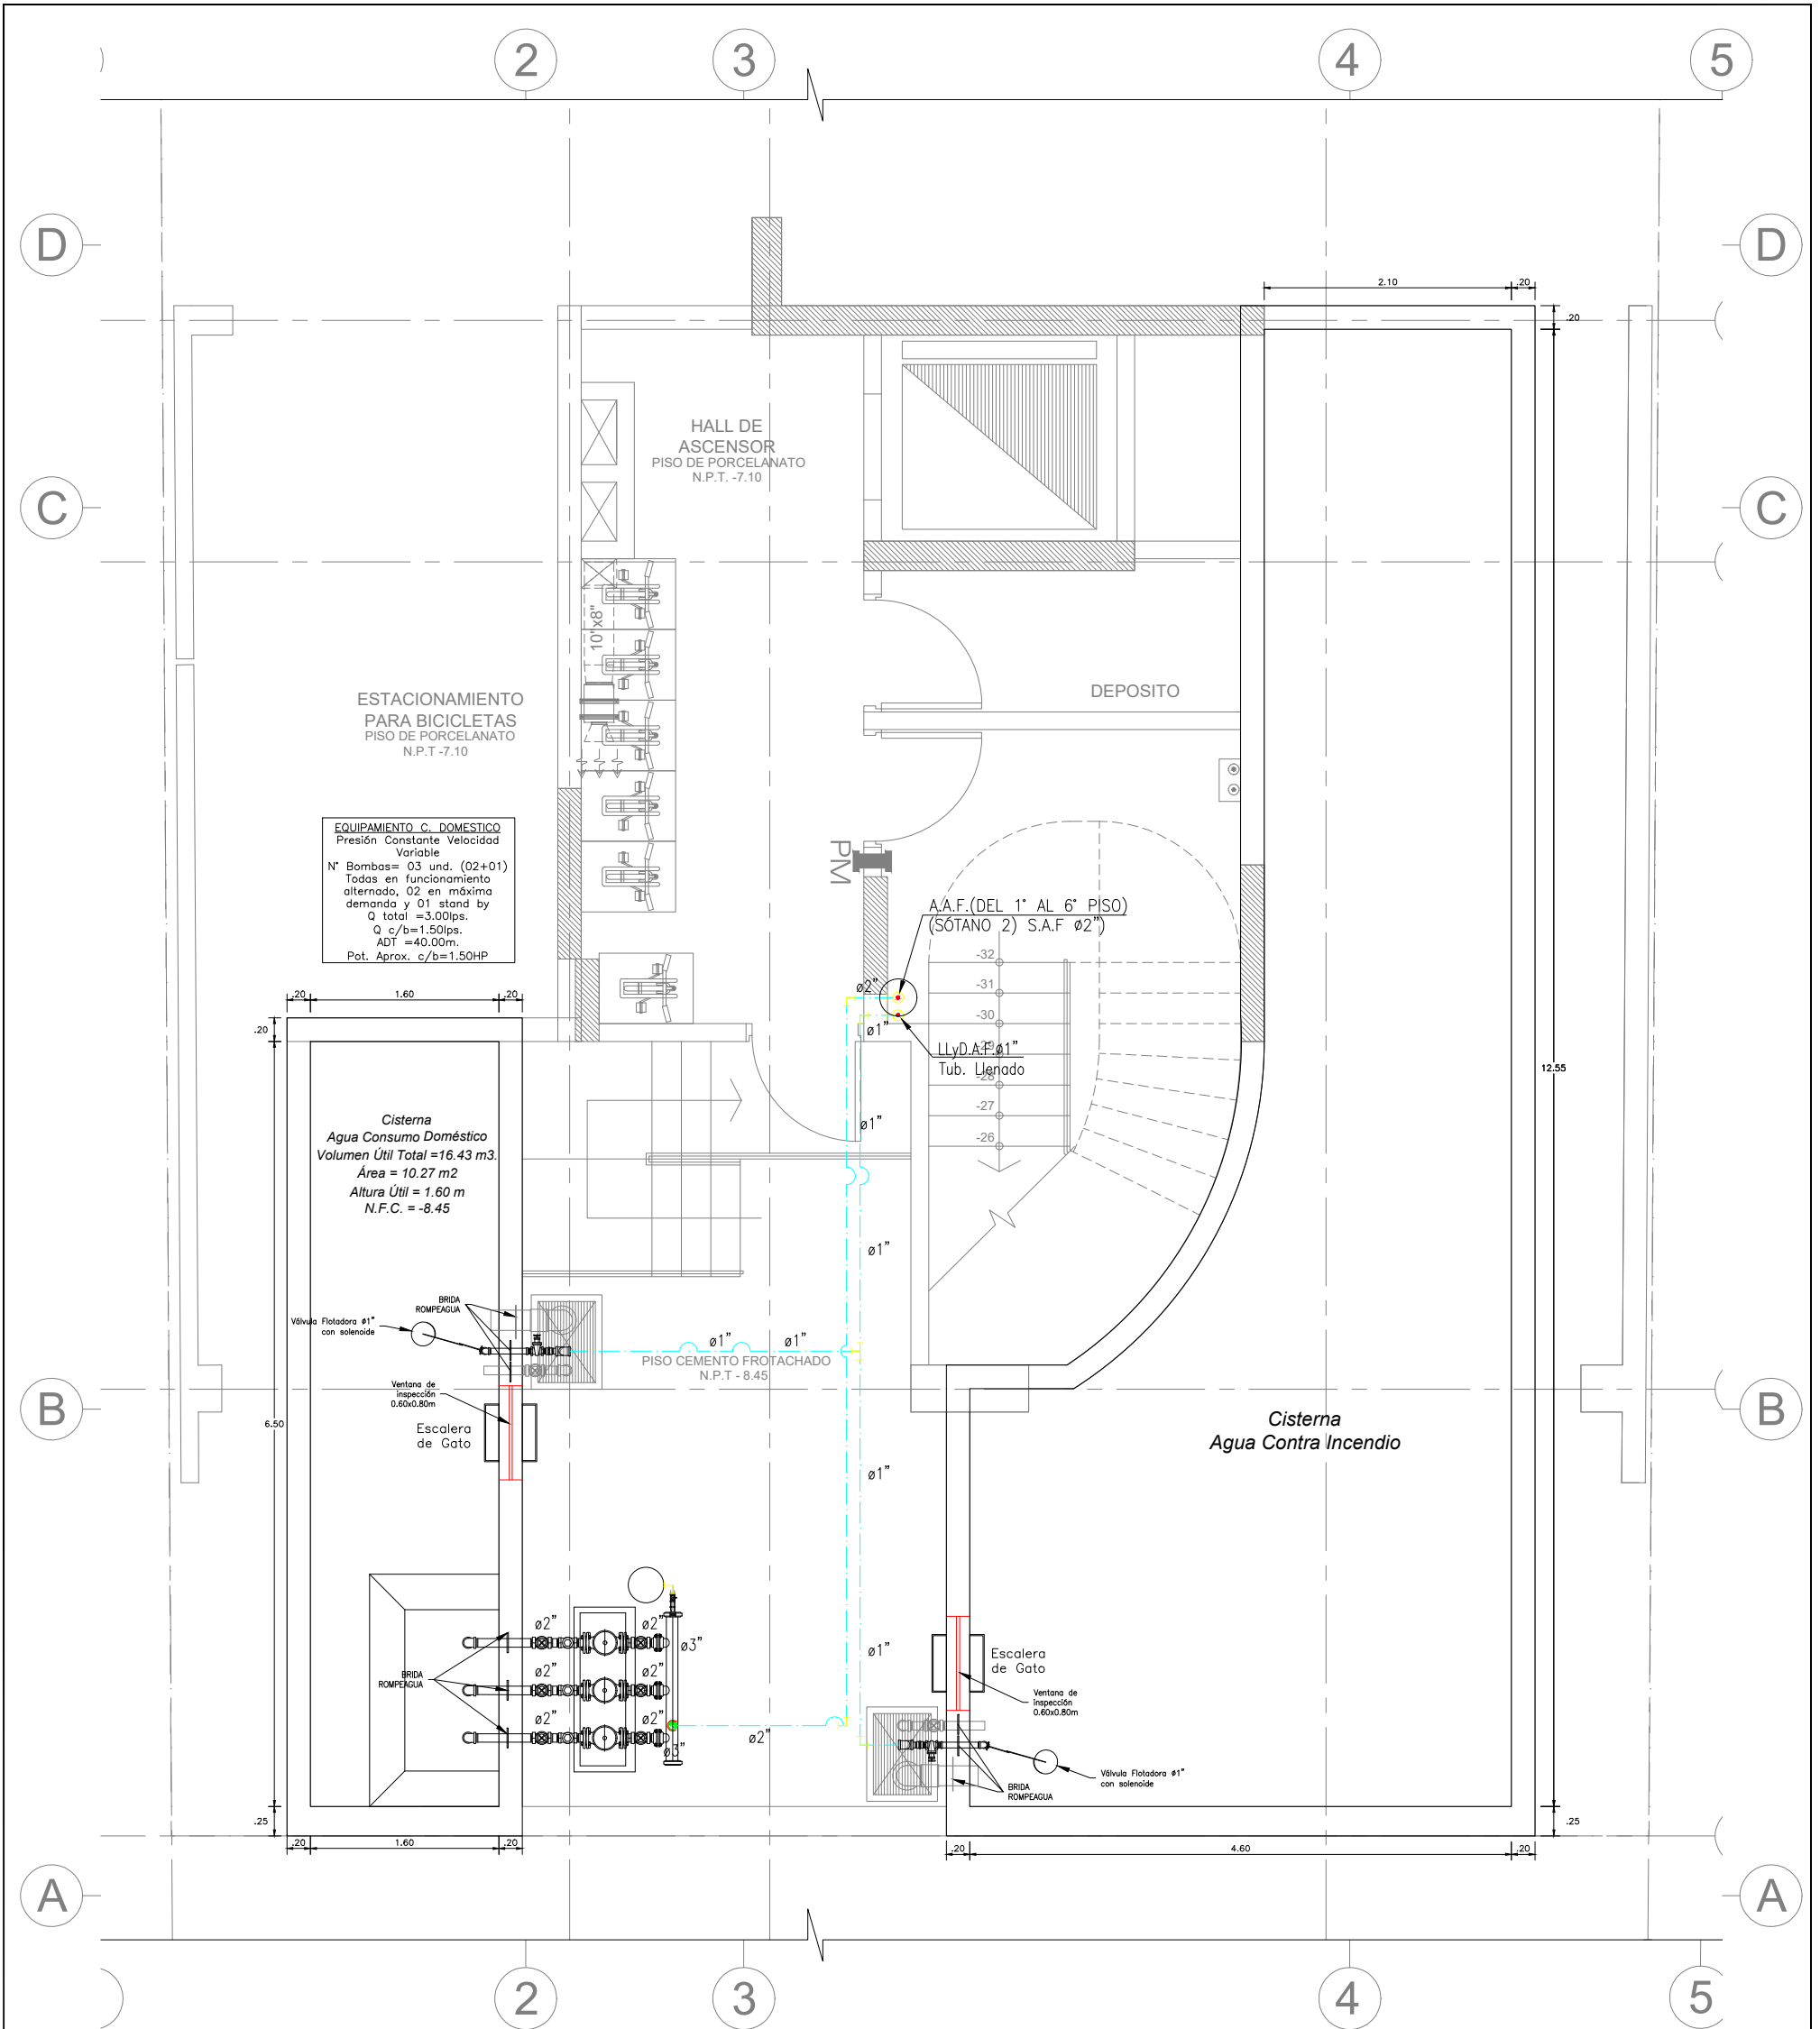 2
3
4
5
D
D
2.10
.20
.20
HALL DE
ASCENSOR
PISO DE PORCELANATO
N.P.T. -7.10
C
C
10"x8"
ESTACIONAMIENTO
PARA BICICLETAS
PISO DE PORCELANATO
N.P.T -7.10
DEPOSITO
EQUIPAMIENTO C. DOMESTICO
Presión Constante Velocidad
Variable
N° Bombas= 03 und. (02+01)
Todas en funcionamiento
alternado, 02 en máxima
demanda y 01 stand by
Q total =3.00lps.
Q c/b=1.50lps.
ADT =40.00m.
Pot. Aprox. c/b=1.50HP
PM
A.A.F.(DEL 1° AL 6° PISO)
(SÓTANO 2) S.A.F ø2")
-32
-31
-30
-29
-28
-27
-26
ø2"
ø1"
LLyD.A.F.ø1"
Tub. Llenado
.20
1.60
.20
.20
12.55
ø1"
Cisterna
Agua Consumo Doméstico
Volumen Útil Total =16.43 m3.
Área = 10.27 m2
Altura Útil = 1.60 m
N.F.C. = -8.45
ø1"
BRIDA
ROMPEAGUA
Válvula Flotadora ø1"
con solenoide
ø1"
ø1"
PISO CEMENTO FROTACHADO
N.P.T - 8.45
Ventana de
inspección
0.60x0.80m
B
B
6.50
Escalera
de Gato
Cisterna
Agua Contra Incendio
ø1"
ø2"
ø2"
ø3"
ø1"
Escalera
de Gato
BRIDA
ROMPEAGUA
ø2"
ø2"
Ventana de
inspección
0.60x0.80m
ø2"
ø2"
ø3"
ø2"
Válvula Flotadora ø1"
con solenoide
BRIDA
ROMPEAGUA
.25
.25
.20
1.60
.20
.20
4.60
.20
A
A
2
3
4
5